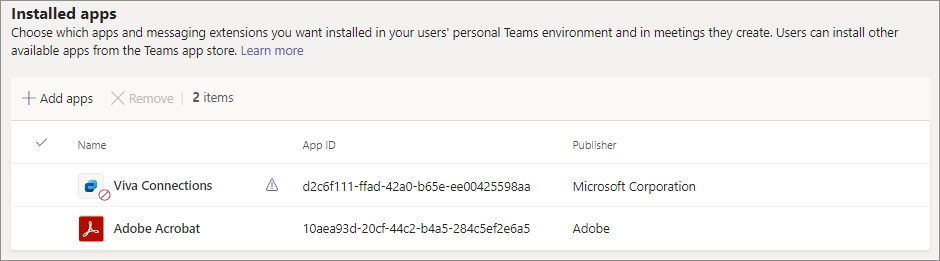 Installed apps
Choose which apps and messaging extensions you want installed in your users' personal Teams environment and in meetings they create. Users can install other
available apps from the Teams app store. Learn more
Add apps Remove | 2 items
Name App ID Publisher
Viva Connections d2c6f111-ffad-42a0-b65e-ee00425598aa Microsoft Corporation
Adobe Acrobat 10aea93d-20cf-44c2-b4a5-284c5ef2e6a5 Adobe